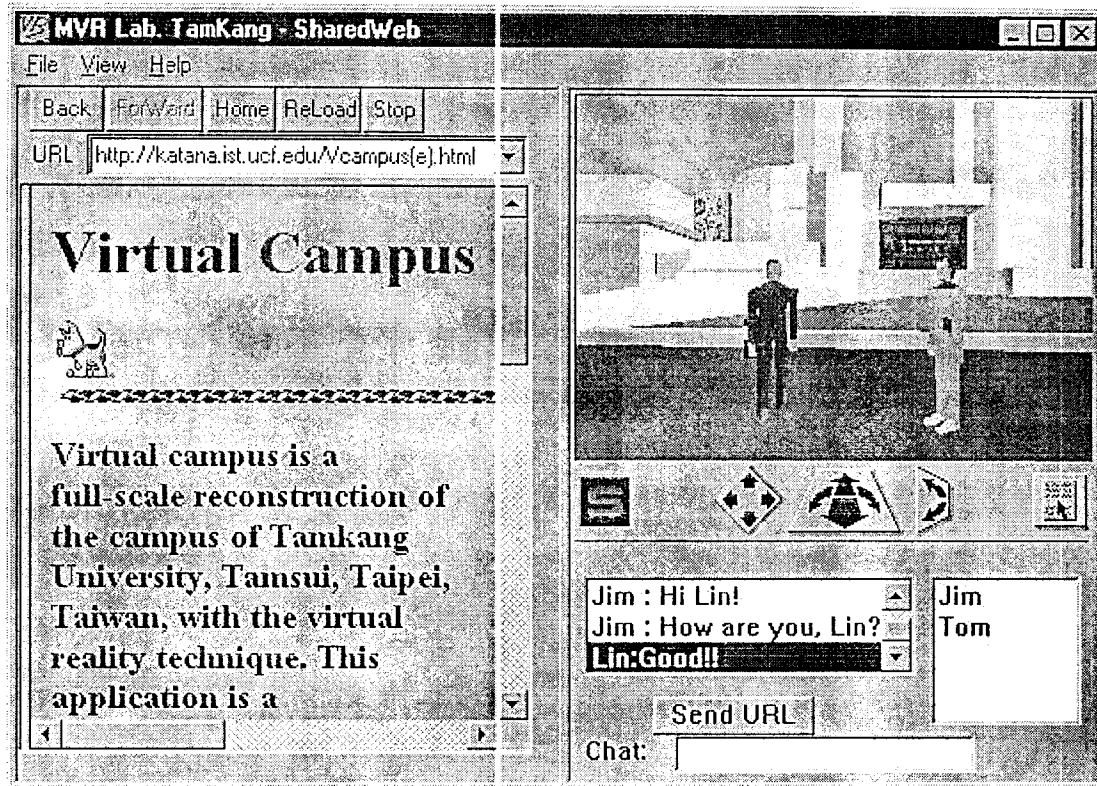 MVR Lab. TamKang - SharedWeb
File View Help
Back ForWard Home ReLoad Stop
URL http://katana.ist.ucf.edu/Vcampus(e).html
Virtual Campus
Virtual campus is a
full-scale reconstruction of
the campus of Tamkang
University, Tamsui, Taipei,
Taiwan, with the virtual
reality technique. This
application is a
S
Jim : Hi Lin!
Jim : How are you, Lin?
Lin:Good!!
Jim
Tom
Send URL
Chat: